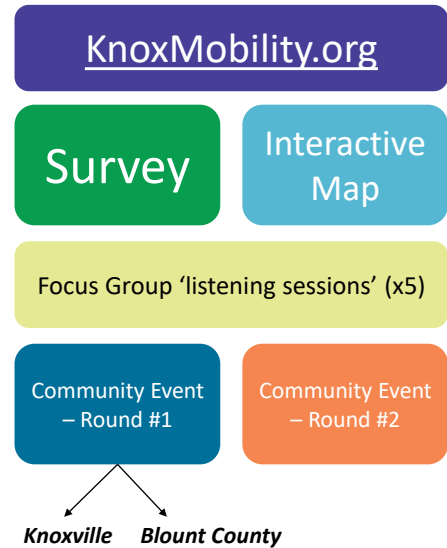 KnoxMobility.org
Survey
Interactive
Map
Focus Group ‘listening sessions’ (x5)
Community Event
– Round #1
Community Event
– Round #2
Knoxville
Blount County